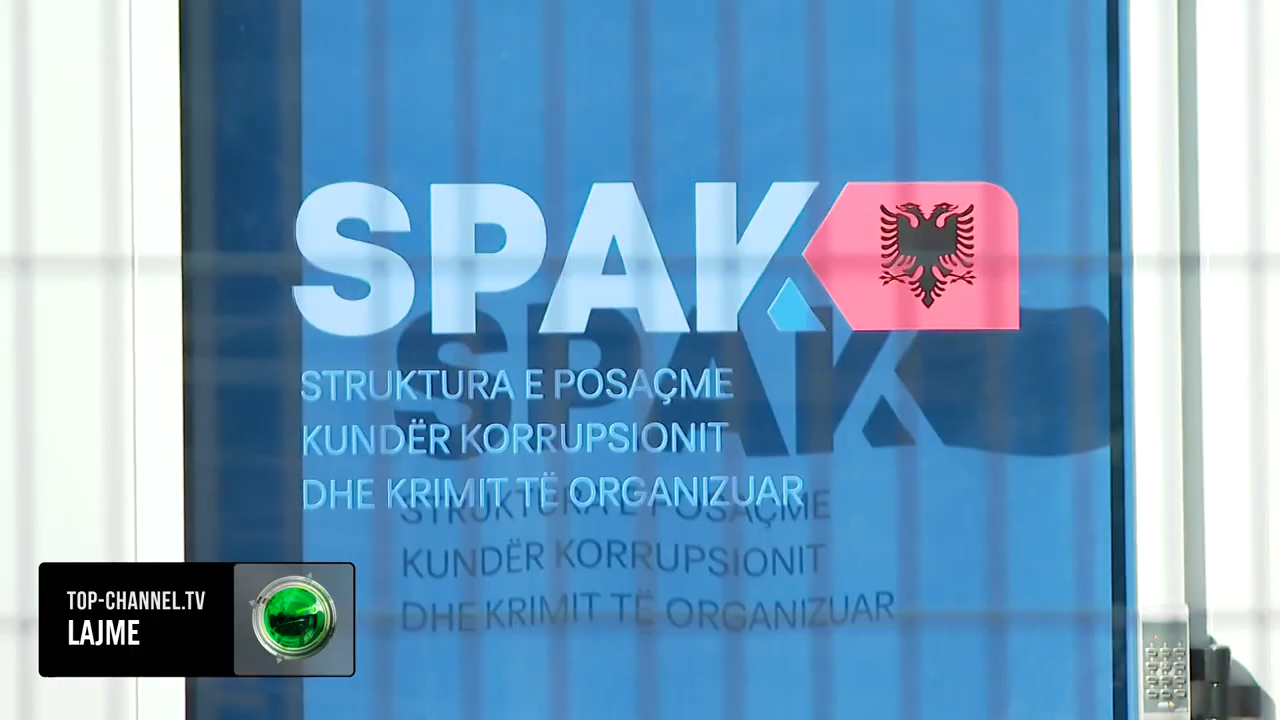 SPAK
STRUKTURA E POSAÇME
KUNDËR KORRUPSIONIT
DHE KRIMIT TË ORGANIZUAR
SPAK
STRUKTURA E POSAÇME
KUNDËR KORRUPSIONIT
DHE KRIMIT TË ORGANIZUAR
TOP-CHANNEL.TV
LAJME